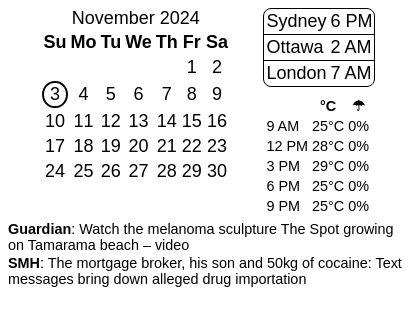 November 2024
Su Mo Tu We Th Fr Sa
1 2
3 4 5 6 7 8 9
10 11 12 13 14 15 16
17 18 19 20 21 22 23
24 25 26 27 28 29 30
Sydney 6 PM
Ottawa 2 AM
London 7 AM
°C ☂
9 AM 25°C 0%
12 PM 28°C 0%
3 PM 29°C 0%
6 PM 25°C 0%
9 PM 25°C 0%
Guardian: Watch the melanoma sculpture The Spot growing
on Tamarama beach – video
SMH: The mortgage broker, his son and 50kg of cocaine: Text
messages bring down alleged drug importation